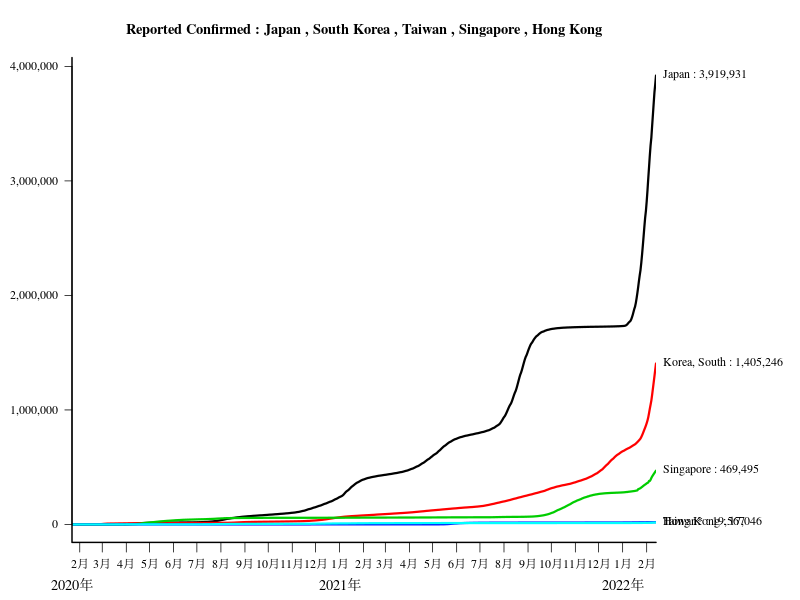 Reported Confirmed : Japan , South Korea , Taiwan , Singapore , Hong Kong
4,000,000
Japan : 3,919,931
3,000,000
2,000,000
Korea, South : 1,405,246
1,000,000
Singapore : 469,495
0
2月 3月 4月 5月 6月 7月 8月 9月 10月 11月 12月 1月 2月 3月 4月 5月 6月 7月 8月 9月 10月 11月 12月 1月 2月
2020年 2021年 2022年